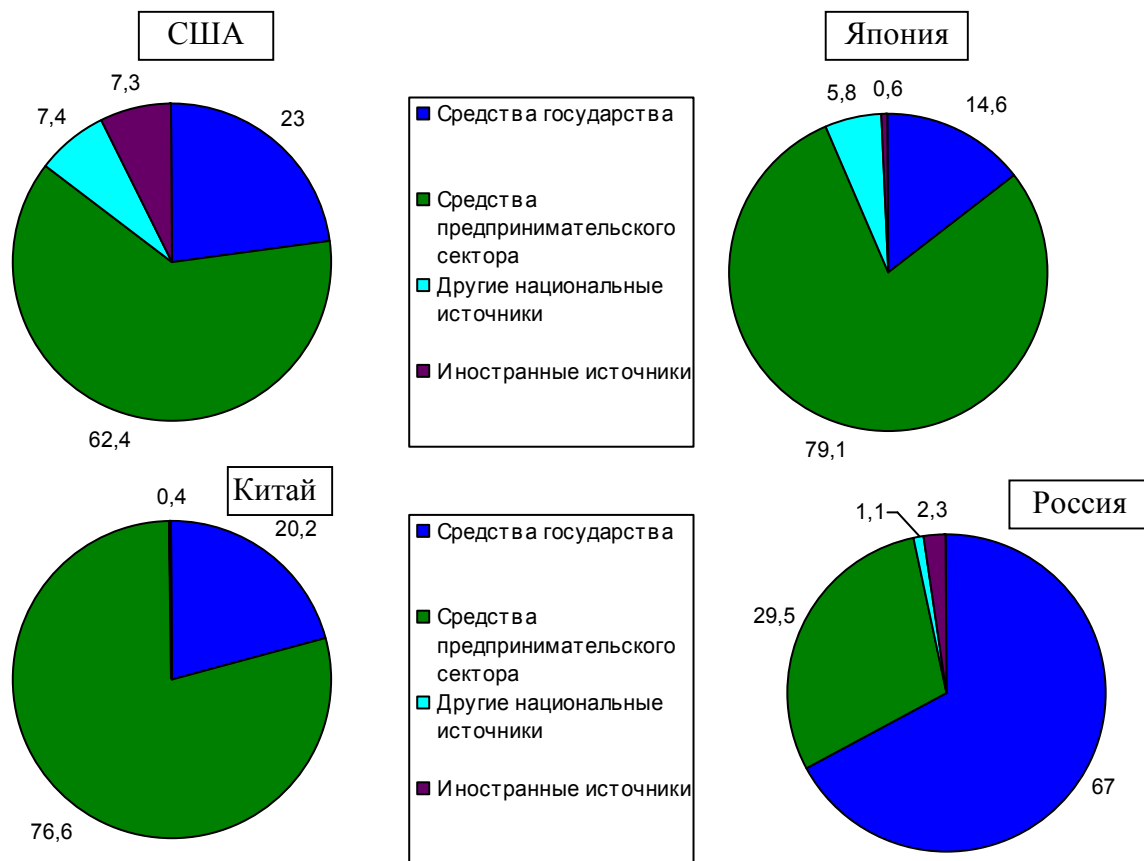 США
7,3
7,4
23
62,4
Средства государства
Средства
предпринимательского
сектора
Другие национальные
источники
Иностранные источники
Япония
0,6
5,8
14,6
79,1
Китай
0,4
20,2
76,6
Средства государства
Средства
предпринимательского
сектора
Другие национальные
источники
Иностранные источники
Россия
1,1
2,3
29,5
67